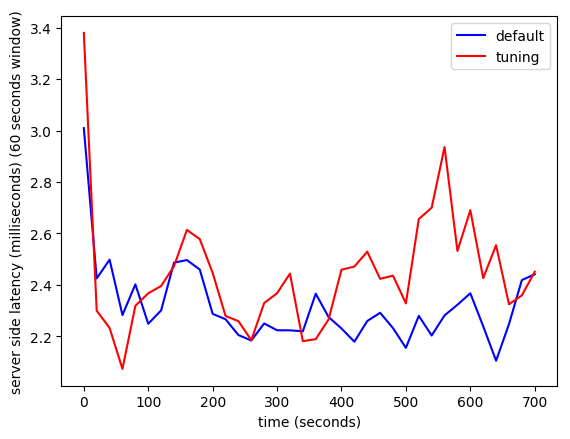 server side latency (milliseconds) (60 seconds window)
3.4
3.2
3.0
2.8
2.6
2.4
2.2
default
tuning
0 100 200 300 400 500 600 700
time (seconds)